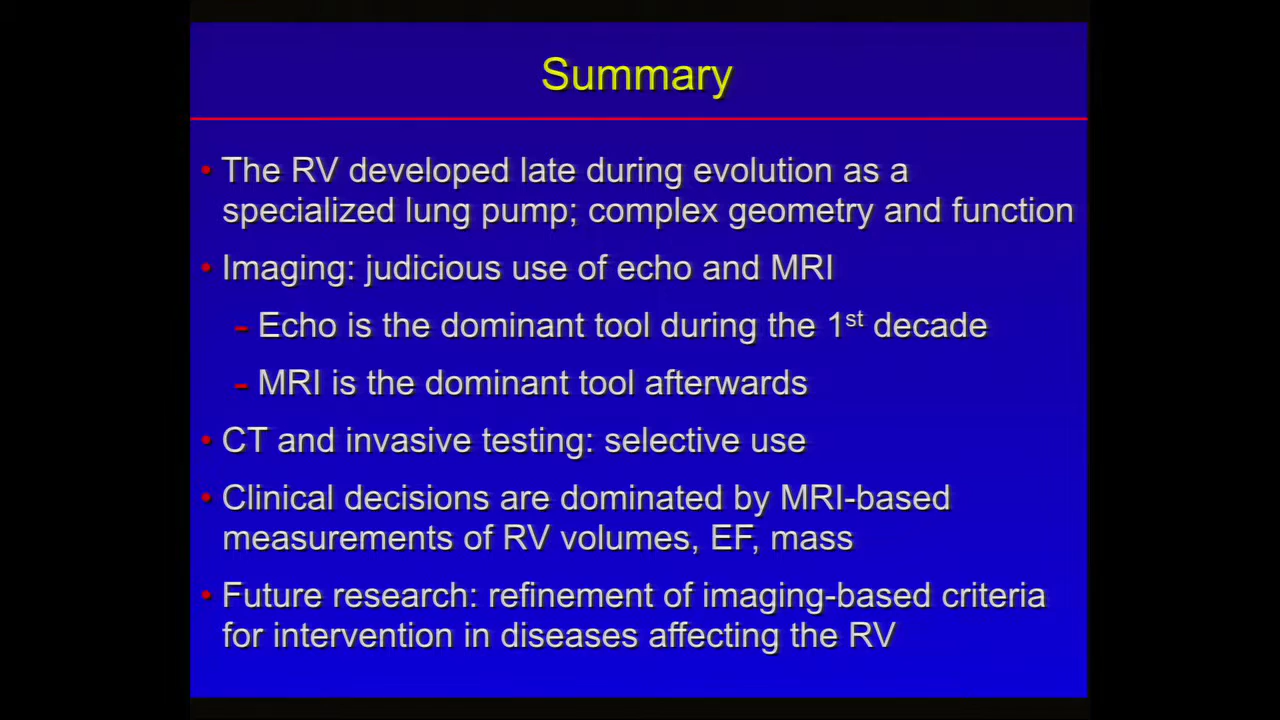 Summary
• The RV developed late during evolution as a
specialized lung pump; complex geometry and function
• Imaging: judicious use of echo and MRI
- Echo is the dominant tool during the 1st decade
- MRI is the dominant tool afterwards
• CT and invasive testing: selective use
• Clinical decisions are dominated by MRI-based
measurements of RV volumes, EF, mass
• Future research: refinement of imaging-based criteria
for intervention in diseases affecting the RV